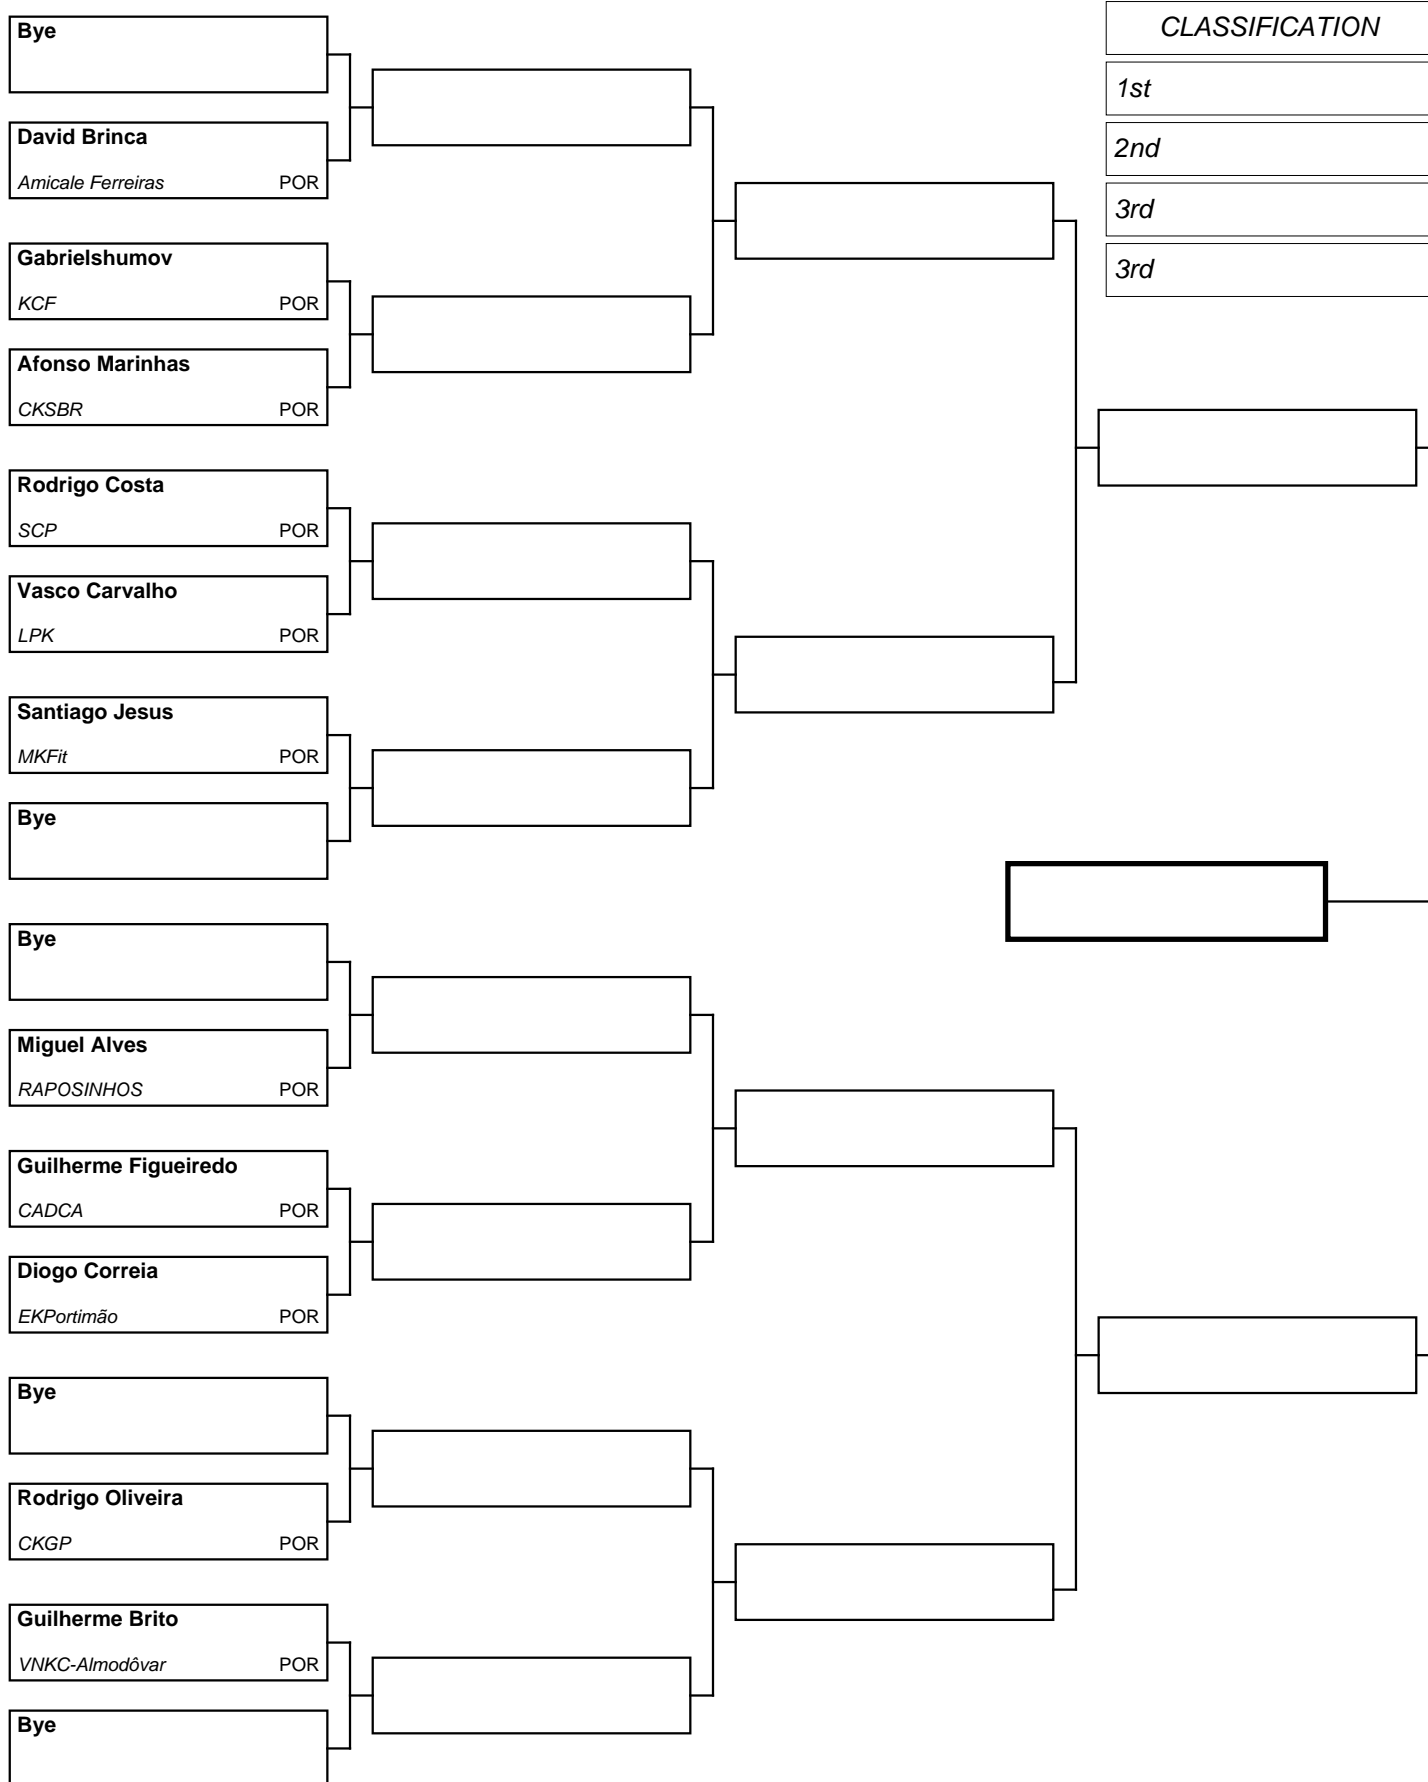 Bye
David Brinca
Amicale Ferreiras POR
Gabrielshumov
KCF POR
Afonso Marinhas
CKSBR POR
Rodrigo Costa
SCP POR
Vasco Carvalho
LPK POR
Santiago Jesus
MKFit POR
Bye
Bye
Miguel Alves
RAPOSINHOS POR
Guilherme Figueiredo
CADCA POR
Diogo Correia
EKPortimão POR
Bye
Rodrigo Oliveira
CKGP POR
Guilherme Brito
VNKC-Almodôvar POR
Bye
CLASSIFICATION
1st
2nd
3rd
3rd